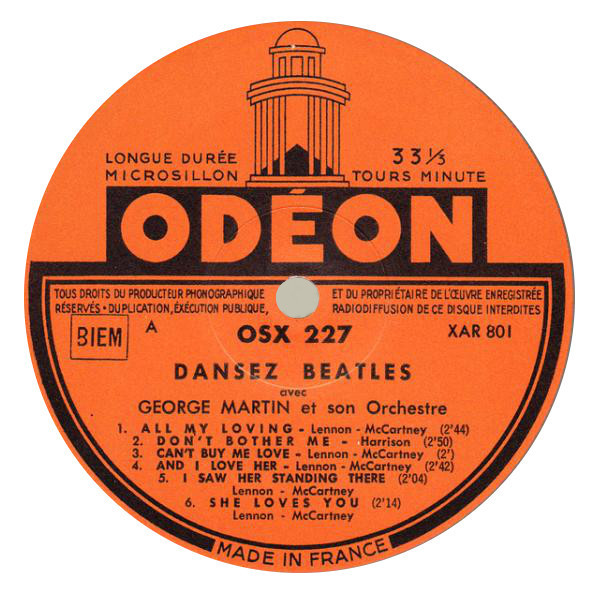 LONGUE DURÉE
MICROSILLON
33 1/3
TOURS MINUTE
ODÉON
TOUS DROITS DU PRODUCTEUR PHONOGRAPHIQUE
RÉSERVÉS • DUPLICATION, EXÉCUTION PUBLIQUE,
ET DU PROPRIÉTAIRE DE L'ŒUVRE ENREGISTRÉE
RADIODIFFUSION DE CE DISQUE INTERDITES
BIEM
A
OSX 227
XAR 801
DANSEZ BEATLES
avec
GEORGE MARTIN et son Orchestre
1. ALL MY LOVING - Lennon - McCartney (2'44)
2. DON'T BOTHER ME - Harrison (2'50)
3. CAN'T BUY ME LOVE - Lennon - McCartney (2')
4. AND I LOVE HER - Lennon - McCartney (2'42)
5. I SAW HER STANDING THERE (2'04)
Lennon - McCartney
6. SHE LOVES YOU (2'14)
Lennon - McCartney
MADE IN FRANCE